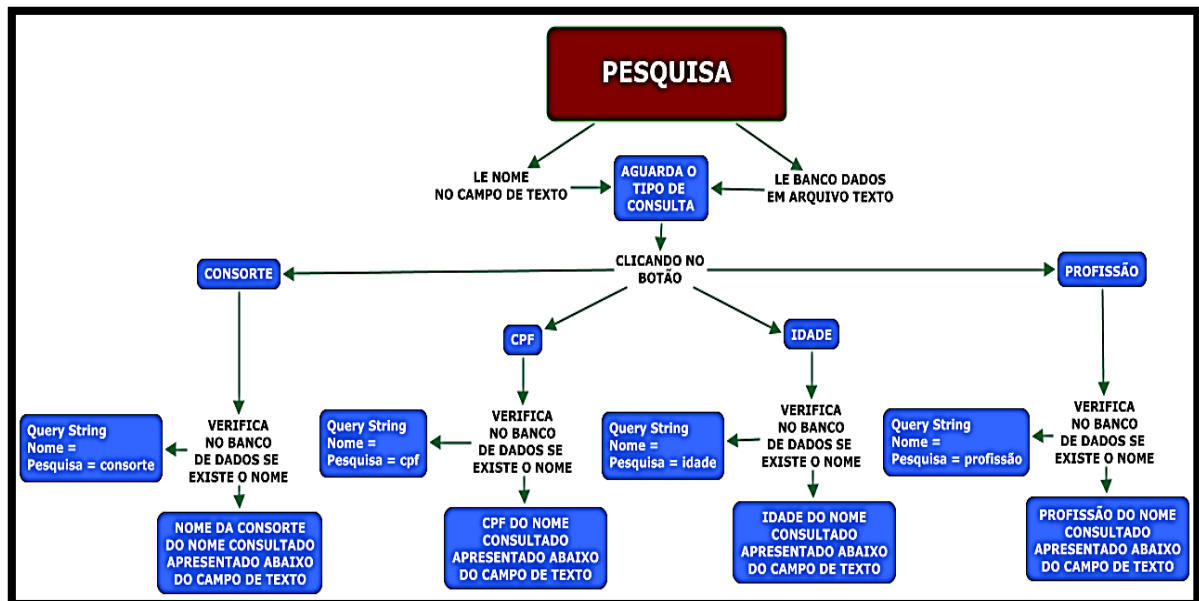 PESQUISA
LE NOME
NO CAMPO DE TEXTO
AGUARDA O
TIPO DE
CONSULTA
LE BANCO DADOS
EM ARQUIVO TEXTO
CLICANDO NO
BOTÃO
CONSORTE
PROFISSÃO
CPF
IDADE
Query String
Nome =
Pesquisa = consorte
VERIFICA
NO BANCO
DE DADOS SE
EXISTE O NOME
Query String
Nome =
Pesquisa = cpf
VERIFICA
NO BANCO
DE DADOS SE
EXISTE O NOME
Query String
Nome =
Pesquisa = idade
VERIFICA
NO BANCO
DE DADOS SE
EXISTE O NOME
Query String
Nome =
Pesquisa = profissão
VERIFICA
NO BANCO
DE DADOS SE
EXISTE O NOME
NOME DA CONSORTE
DO NOME CONSULTADO
APRESENTADO ABAIXO
DO CAMPO DE TEXTO
CPF DO NOME
CONSULTADO
APRESENTADO ABAIXO
DO CAMPO DE TEXTO
IDADE DO NOME
CONSULTADO
APRESENTADO ABAIXO
DO CAMPO DE TEXTO
PROFISSÃO DO NOME
CONSULTADO
APRESENTADO ABAIXO
DO CAMPO DE TEXTO